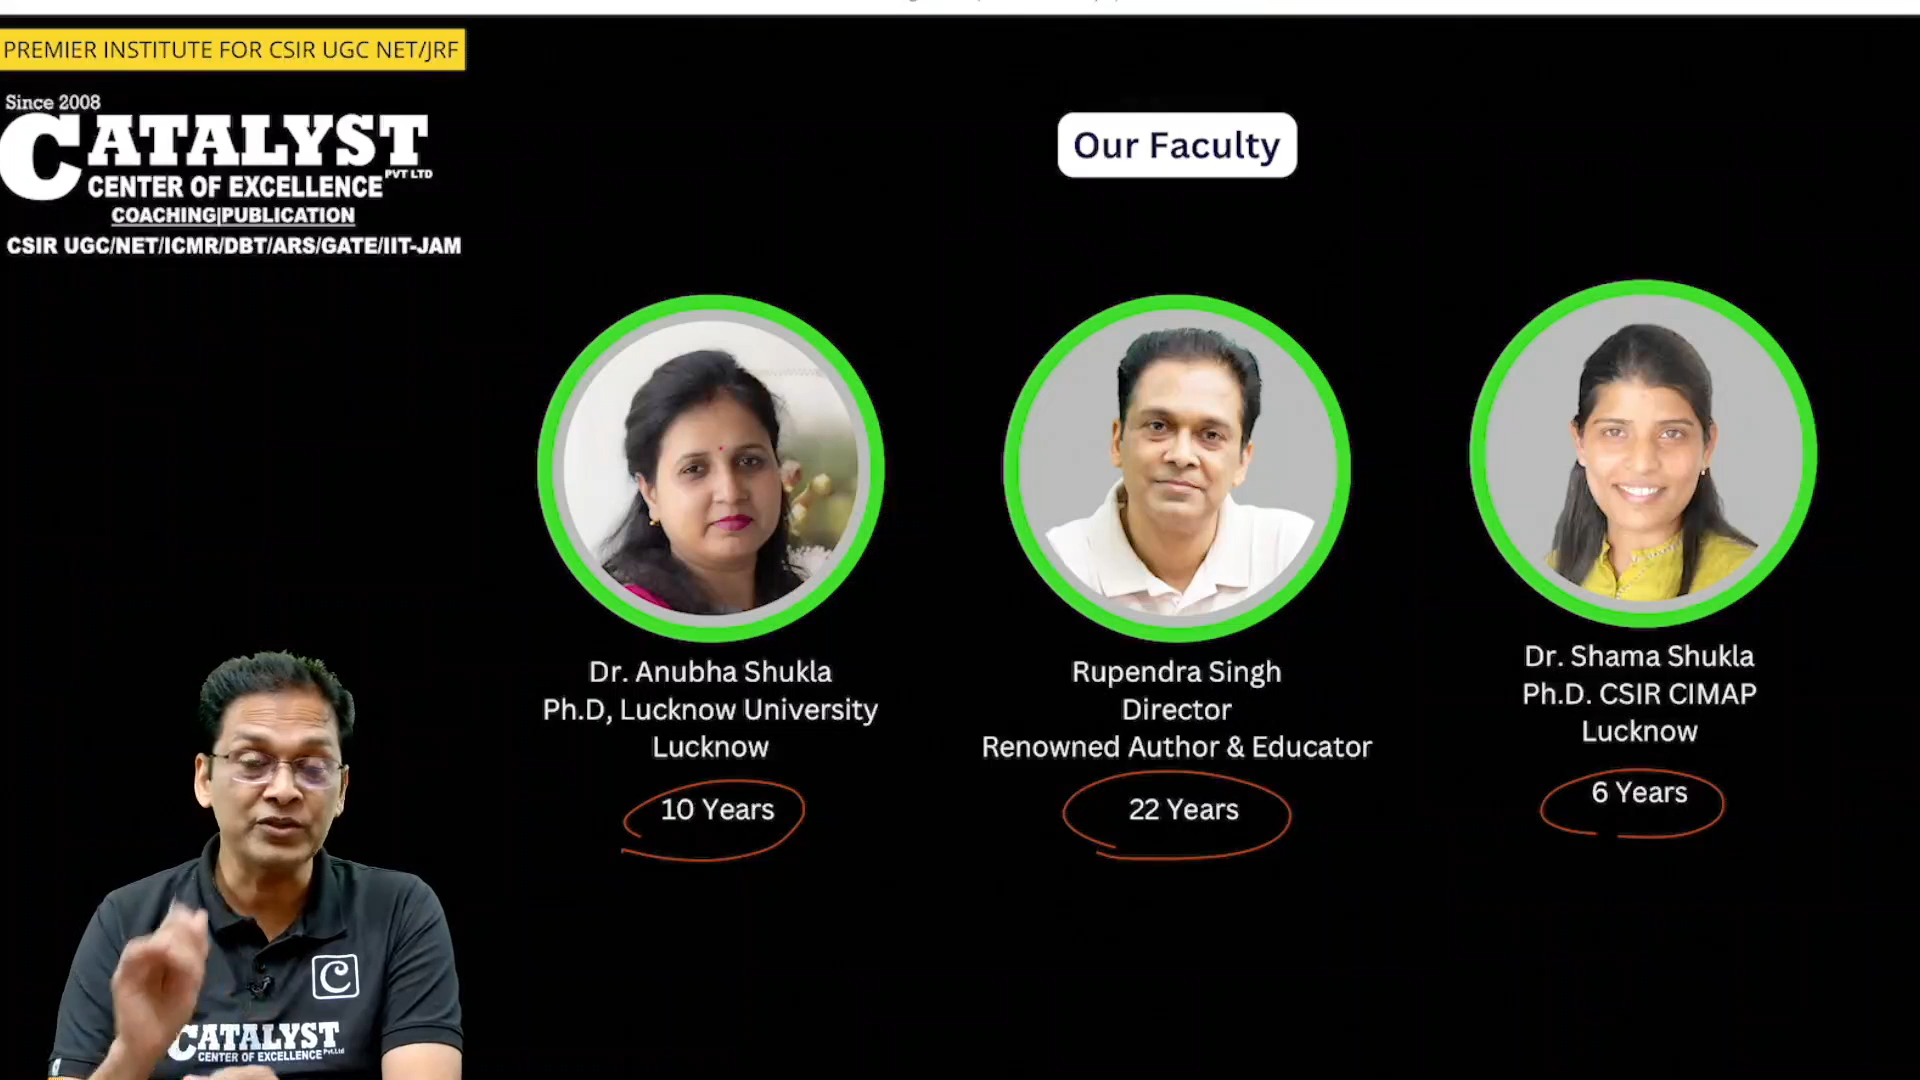 PREMIER INSTITUTE FOR CSIR UGC NET/JRF
Since 2008
CATALYST
PVT LTD
CENTER OF EXCELLENCE
COACHING|PUBLICATION
CSIR UGC/NET/ICMR/DBT/ARS/GATE/IIT-JAM
Our Faculty
Dr. Anubha Shukla
Ph.D, Lucknow University
Lucknow
10 Years
Rupendra Singh
Director
Renowned Author & Educator
22 Years
Dr. Shama Shukla
Ph.D. CSIR CIMAP
Lucknow
6 Years
C
CATALYST
CENTER OF EXCELLENCE Pvt.Ltd